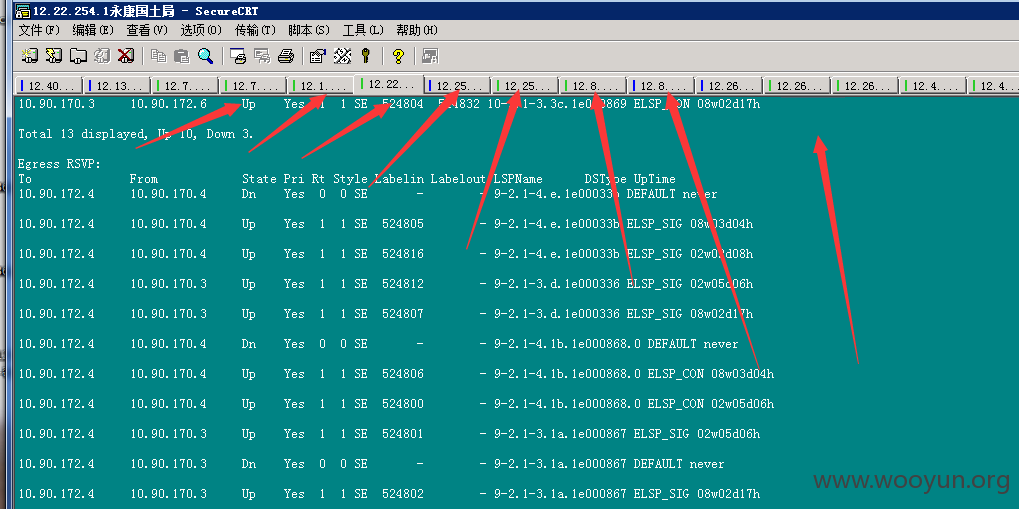 12.22.254.1永康国土局 - SecureCRT
文件(F) 编辑(E) 查看(V) 选项(O) 传输(T) 脚本(S) 工具(L) 帮助(H)
12.40... 12.13... 12.7... 12.7... 12.1... 12.22... 12.25... 12.25... 12.8... 12.8... 12.26... 12.26... 12.26... 12.4... 12.
10.90.170.3 10.90.172.6 Up Yes 1 SE 524804 ELSP_CON 08w02d17h
Total 13 displayed, Up 10, Down 3.
Egress RSVP:
To From State Pri Rt Style Labelin Labelout LSPName DSType UpTime
10.90.172.4 10.90.170.4 Dn Yes 0 0 SE - - 9-2.1-4.e.1e00033b DEFAULT never
10.90.172.4 10.90.170.4 Up Yes 1 1 SE 524805 - 9-2.1-4.e.1e00033b ELSP_SIG 08w03d04h
10.90.172.4 10.90.170.4 Up Yes 1 1 SE 524816 - 9-2.1-4.e.1e00033b ELSP_SIG 02w02d08h
10.90.172.4 10.90.170.3 Up Yes 1 1 SE 524812 - 9-2.1-3.d.1e000336 ELSP_SIG 02w05d06h
10.90.172.4 10.90.170.3 Up Yes 1 1 SE 524807 - 9-2.1-3.d.1e000336 ELSP_SIG 08w02d17h
10.90.172.4 10.90.170.4 Dn Yes 0 0 SE - - 9-2.1-4.1b.1e000868.0 DEFAULT never
10.90.172.4 10.90.170.4 Up Yes 1 1 SE 524806 - 9-2.1-4.1b.1e000868.0 ELSP_CON 08w03d04h
10.90.172.4 10.90.170.4 Up Yes 1 1 SE 524800 - 9-2.1-4.1b.1e000868.0 ELSP_CON 02w05d06h
10.90.172.4 10.90.170.3 Up Yes 1 1 SE 524801 - 9-2.1-3.1a.1e000867 ELSP_SIG 02w05d06h
10.90.172.4 10.90.170.3 Dn Yes 0 0 SE - - 9-2.1-3.1a.1e000867 DEFAULT never
10.90.172.4 10.90.170.3 Up Yes 1 1 SE 524802 - 9-2.1-3.1a.1e000867 ELSP_SIG 08w02d17h
www.wooyun.org